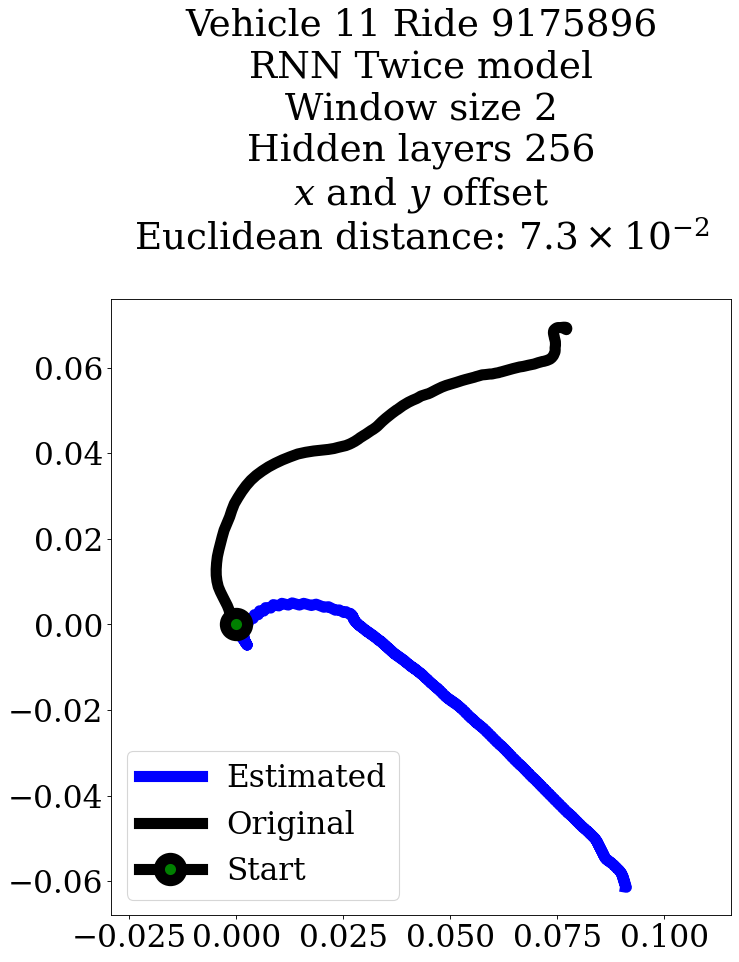 Vehicle 11 Ride 9175896
RNN Twice model
Window size 2
Hidden layers 256
x and y offset
Euclidean distance: 7.3 × 10⁻²
0.06
0.04
0.02
0.00
−0.02
−0.04
−0.06
Estimated
Original
Start
−0.025 0.000 0.025 0.050 0.075 0.100